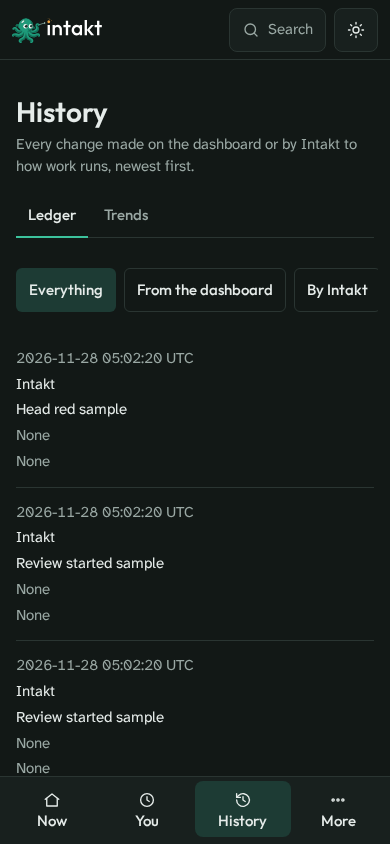 intakt
Search
History
Every change made on the dashboard or by Intakt to
how work runs, newest first.
Ledger
Trends
Everything
From the dashboard
By Intakt
2026-11-28 05:02:20 UTC
Intakt
Head red sample
None
None
2026-11-28 05:02:20 UTC
Intakt
Review started sample
None
None
2026-11-28 05:02:20 UTC
Intakt
Review started sample
None
None
Now
You
History
More